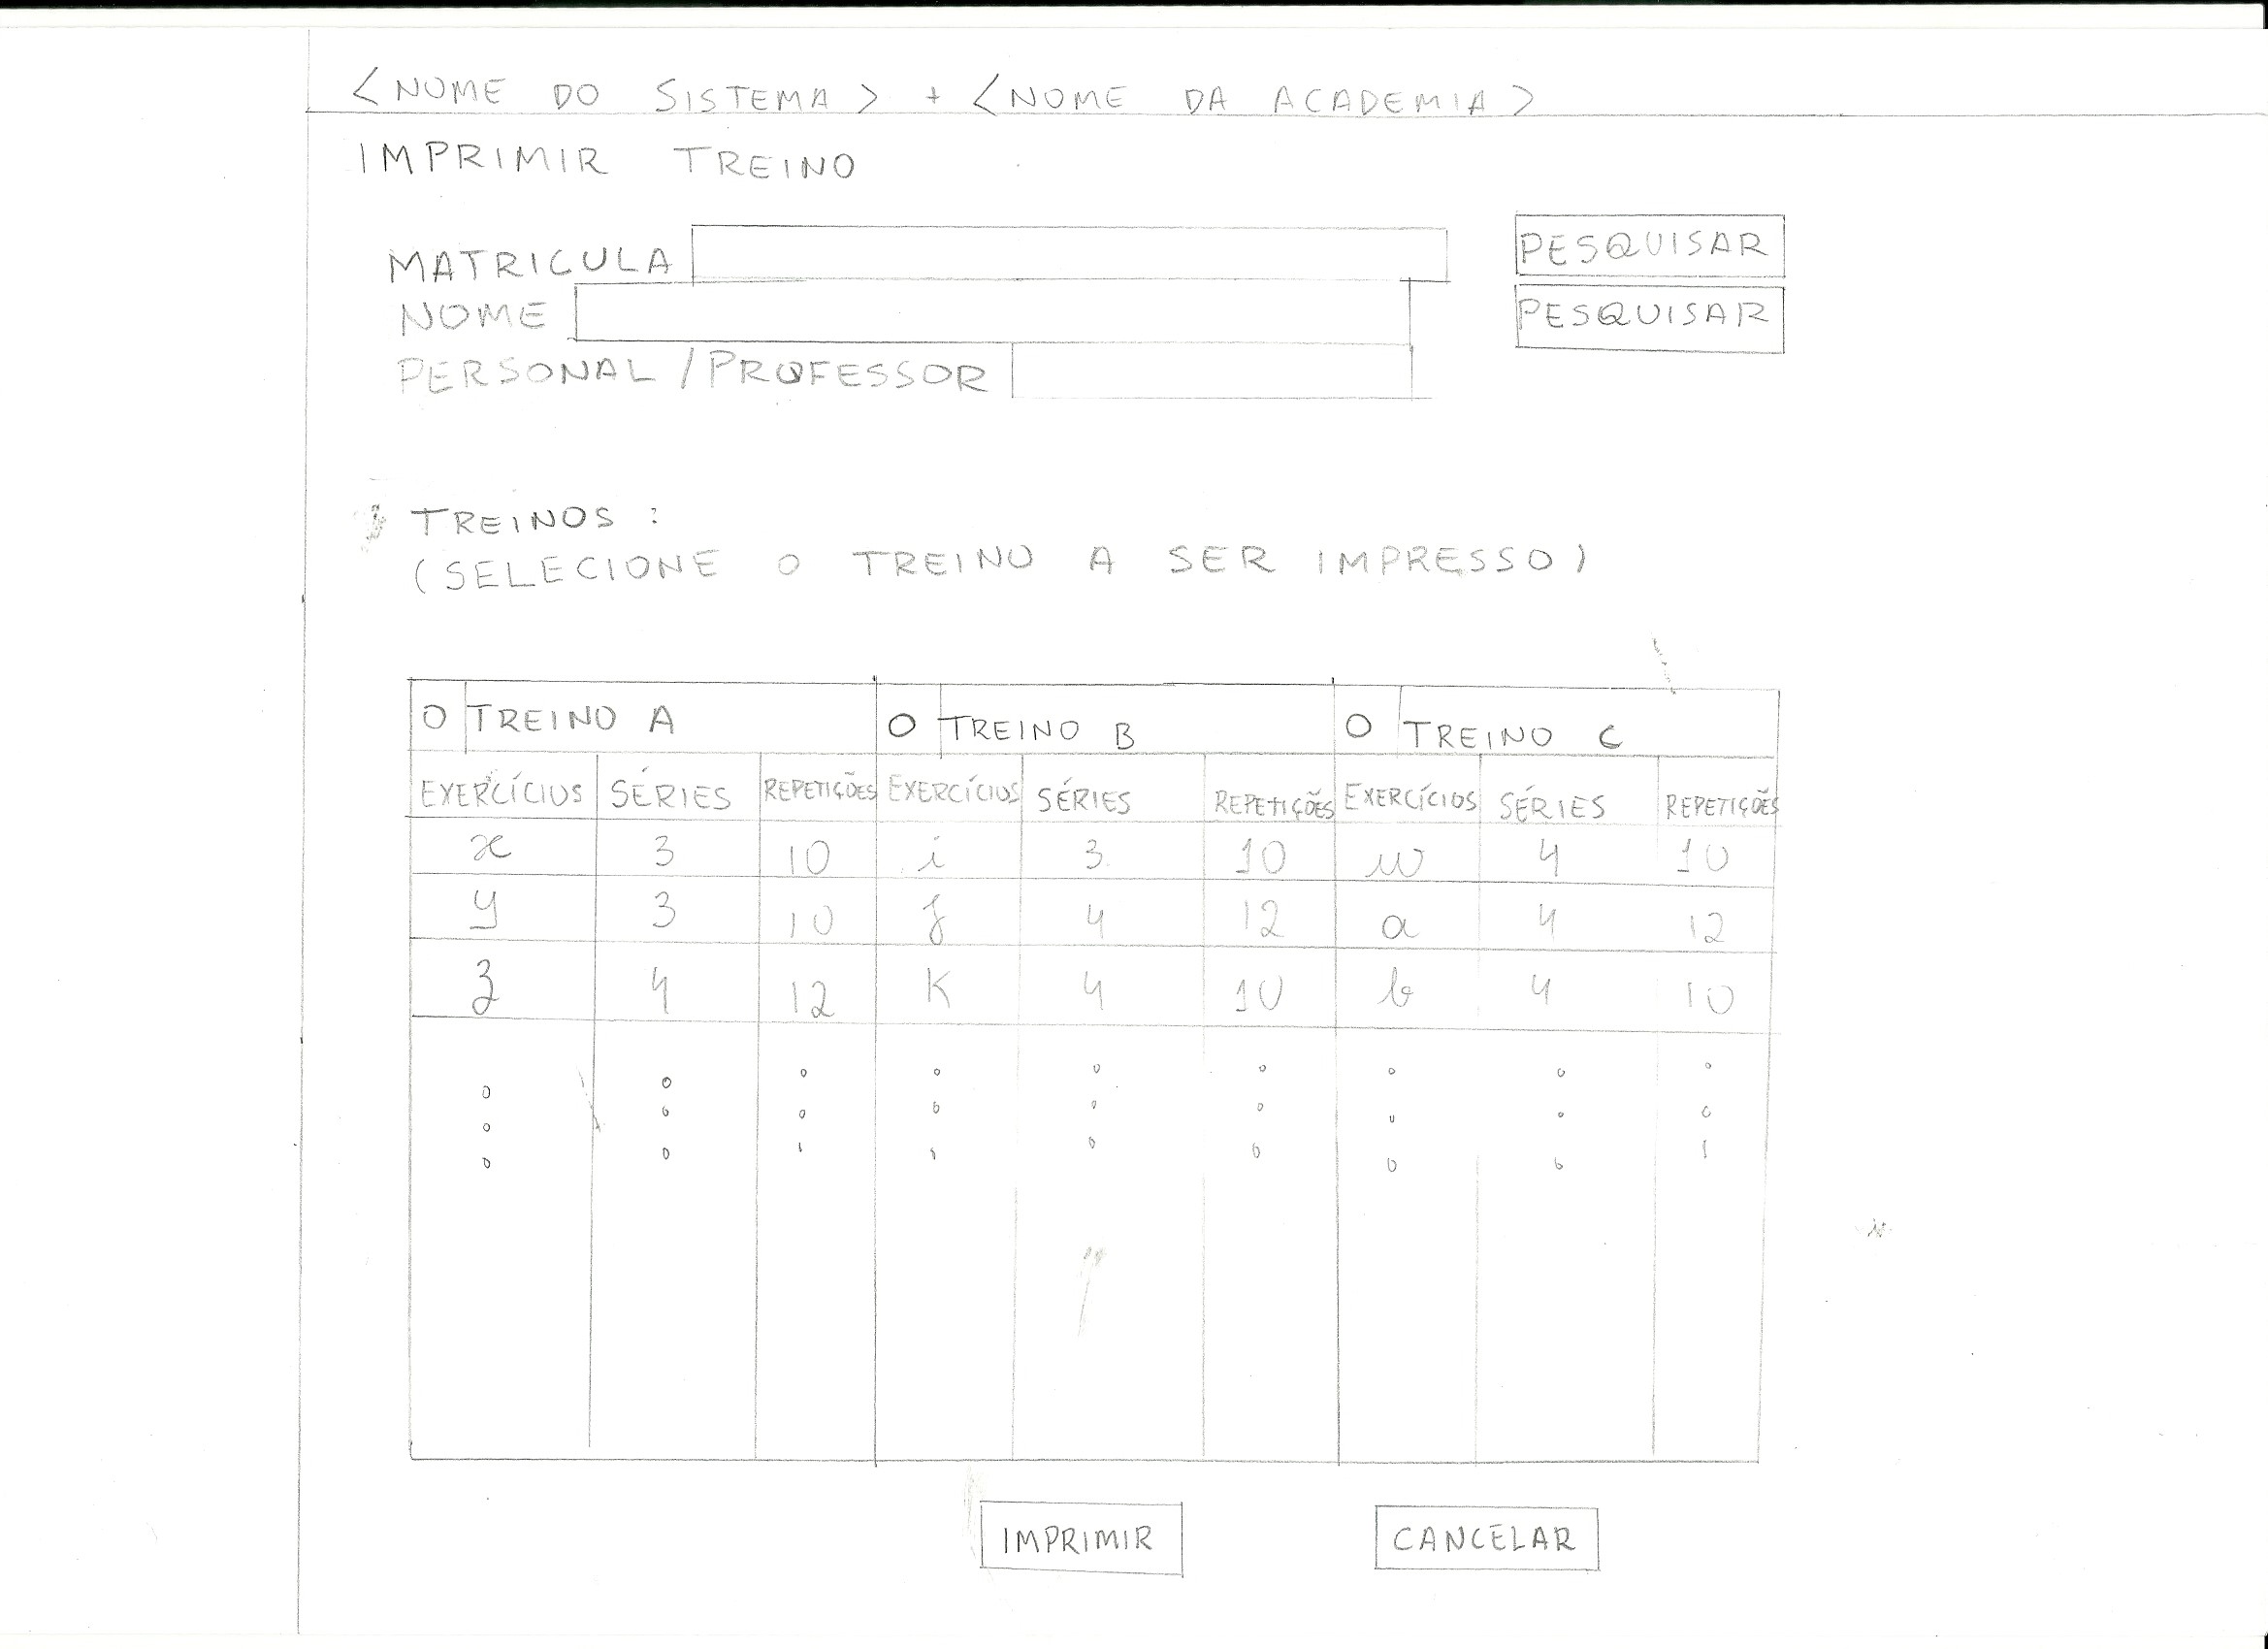 <NOME DO SISTEMA> + <NOME DA ACADEMIA>
IMPRIMIR TREINO
MATRICULA PESQUISAR
NOME PESQUISAR
PERSONAL / PROFESSOR
TREINOS :
(SELECIONE O TREINO A SER IMPRESSO)
O TREINO A O TREINO B O TREINO C
EXERCÍCIOS SÉRIES REPETIÇÕES EXERCÍCIOS SÉRIES REPETIÇÕES EXERCÍCIOS SÉRIES REPETIÇÕES
x 3 10 i 3 10 w 4 10
y 3 10 j 4 12 a 4 12
z 4 12 K 4 10 b 4 10
IMPRIMIR CANCELAR